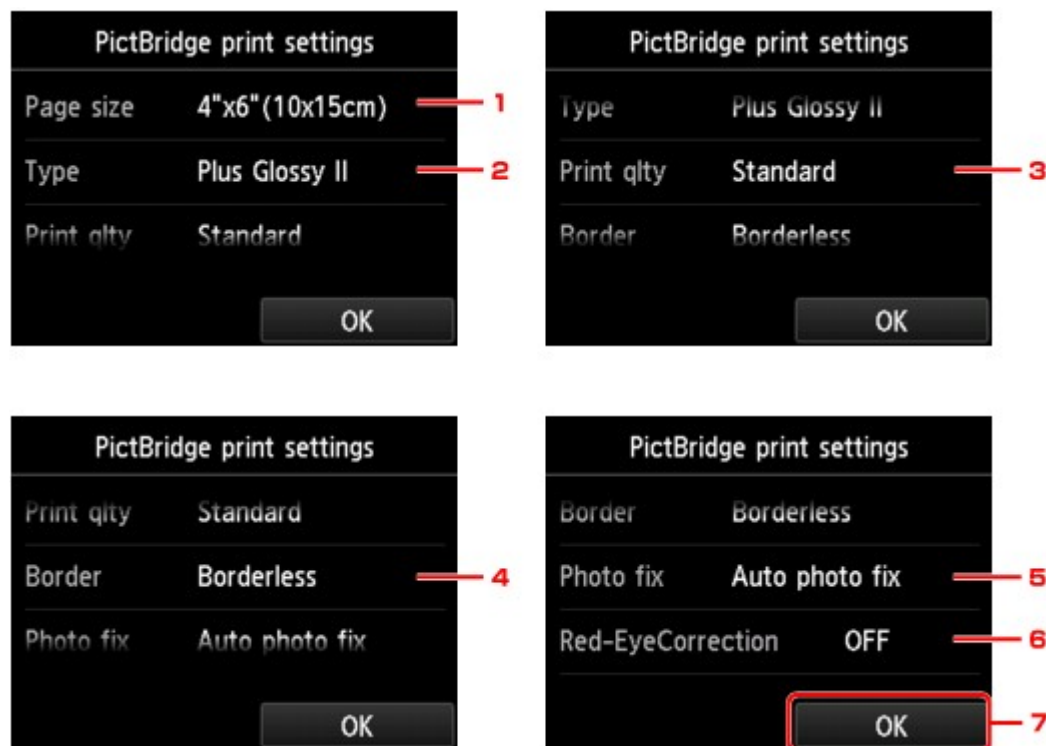 PictBridge print settings
Page size 4"x6"(10x15cm) 1
Type Plus Glossy II 2
Print qlty Standard
OK
PictBridge print settings
Type Plus Glossy II
Print qlty Standard 3
Border Borderless
OK
PictBridge print settings
Print qlty Standard
Border Borderless 4
Photo fix Auto photo fix
OK
PictBridge print settings
Border Borderless
Photo fix Auto photo fix 5
Red-EyeCorrection OFF 6
OK 7